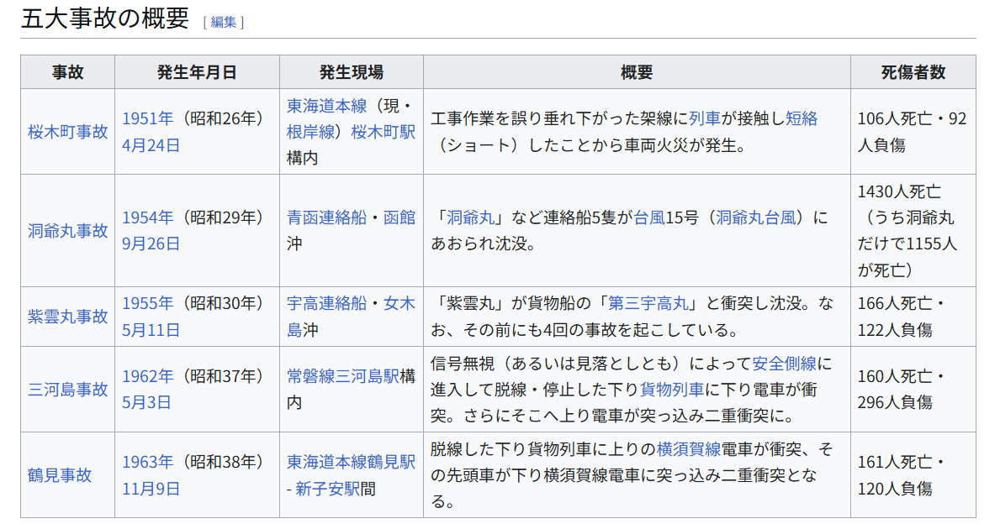 五大事故の概要 [ 編集 ]
事故 発生年月日 発生現場 概要 死傷者数
桜木町事故
1951年（昭和26年）
4月24日
東海道本線（現・
根岸線）桜木町駅
構内
工事作業を誤り垂れ下がった架線に列車が接触し短絡
（ショート）したことから車両火災が発生。
106人死亡・92
人負傷
洞爺丸事故
1954年（昭和29年）
9月26日
青函連絡船・函館
沖
「洞爺丸」など連絡船5隻が台風15号（洞爺丸台風）に
あおられ沈没。
1430人死亡
（うち洞爺丸
だけで1155人
が死亡）
紫雲丸事故
1955年（昭和30年）
5月11日
宇高連絡船・女木
島沖
「紫雲丸」が貨物船の「第三宇高丸」と衝突し沈没。な
お、その前にも4回の事故を起こしている。
166人死亡・
122人負傷
三河島事故
1962年（昭和37年）
5月3日
常磐線三河島駅構
内
信号無視（あるいは見落としとも）によって安全側線に
進入して脱線・停止した下り貨物列車に下り電車が衝
突。さらにそこへ上り電車が突っ込み二重衝突に。
160人死亡・
296人負傷
鶴見事故
1963年（昭和38年）
11月9日
東海道本線鶴見駅
- 新子安駅間
脱線した下り貨物列車に上りの横須賀線電車が衝突、そ
の先頭車が下り横須賀線電車に突っ込み二重衝突とな
る。
161人死亡・
120人負傷